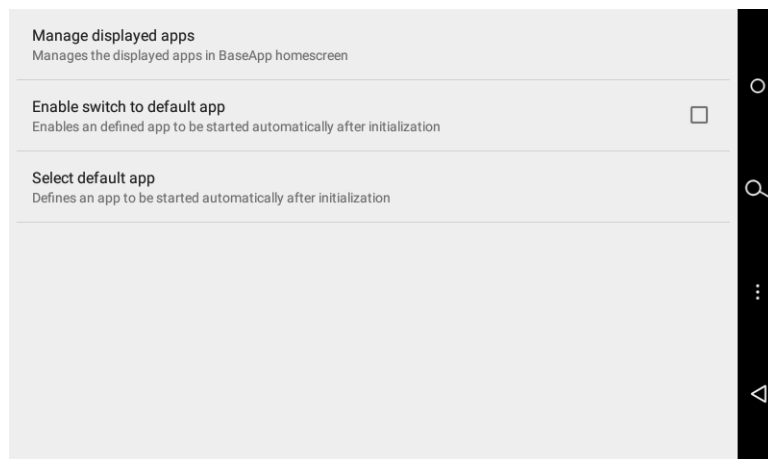 Manage displayed apps
Manages the displayed apps in BaseApp homescreen
Enable switch to default app
Enables an defined app to be started automatically after initialization
Select default app
Defines an app to be started automatically after initialization